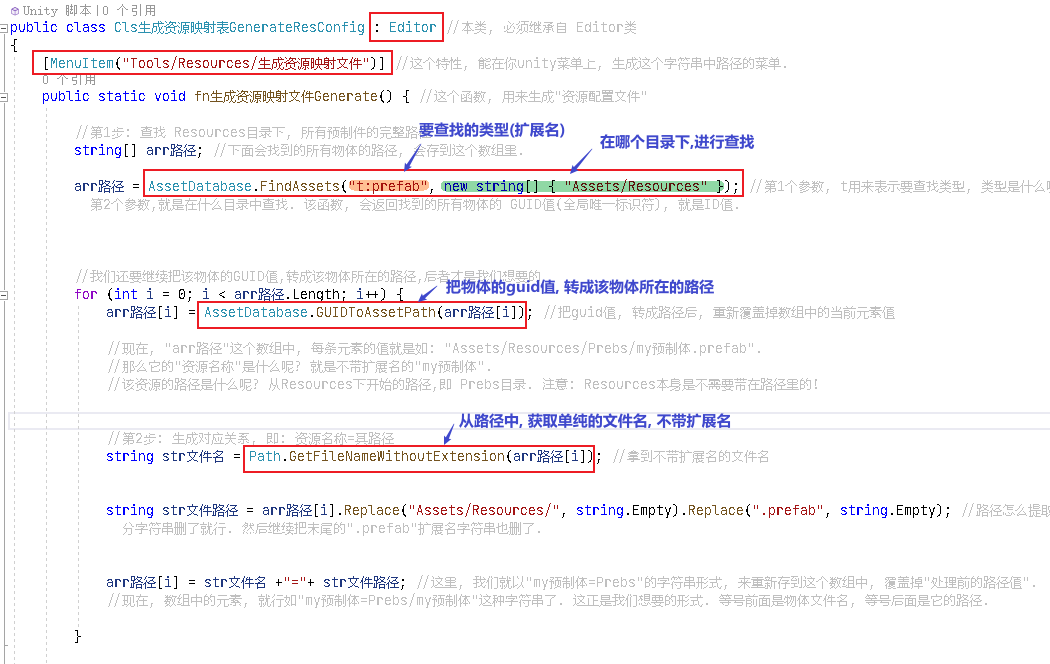 Unity 脚本|0 个引用
public class Cls生成资源映射表GenerateResConfig : Editor //本类, 必须继承自 Editor类
{
[MenuItem("Tools/Resources/生成资源映射文件")] //这个特性, 能在你unity菜单上, 生成这个字符串中路径的菜单.
0 个引用
public static void fn生成资源映射文件Generate() { //这个函数, 用来生成"资源配置文件"
//第1步: 查找 Resources目录下, 所有预制件的完整路径
要查找的类型(扩展名)
在哪个目录下,进行查找
string[] arr路径; //下面会找到的所有物体的路径, 会存到这个数组里.
arr路径 = AssetDatabase.FindAssets("t:prefab", new string[] { "Assets/Resources" }); //第1个参数, t用来表示要查找类型, 类型是什么
第2个参数,就是在什么目录中查找. 该函数, 会返回找到的所有物体的 GUID值(全局唯一标识符), 就是ID值.
//我们还要继续把该物体的GUID值,转成该物体所在的路径,后者才是我们想要的
把物体的guid值, 转成该物体所在的路径
for (int i = 0; i < arr路径.Length; i++) {
arr路径[i] = AssetDatabase.GUIDToAssetPath(arr路径[i]); //把guid值, 转成路径后, 重新覆盖掉数组中的当前元素值
//现在, "arr路径"这个数组中, 每条元素的值就是如: "Assets/Resources/Prebs/my预制体.prefab".
//那么它的"资源名称"是什么呢? 就是不带扩展名的"my预制体".
//该资源的路径是什么呢? 从Resources下开始的路径,即 Prebs目录. 注意: Resources本身是不需要带在路径里的!
从路径中, 获取单纯的文件名, 不带扩展名
//第2步: 生成对应关系, 即: 资源名称=其路径
string str文件名 = Path.GetFileNameWithoutExtension(arr路径[i]); //拿到不带扩展名的文件名
string str文件路径 = arr路径[i].Replace("Assets/Resources/", string.Empty).Replace(".prefab", string.Empty); //路径怎么提取
分字符串删了就行. 然后继续把末尾的".prefab"扩展名字符串也删了.
arr路径[i] = str文件名 +"="+ str文件路径; //这里, 我们就以"my预制体=Prebs"的字符串形式, 来重新存到这个数组中, 覆盖掉"处理前的路径值".
//现在, 数组中的元素, 就行如"my预制体=Prebs/my预制体"这种字符串了. 这正是我们想要的形式. 等号前面是物体文件名, 等号后面是它的路径.
}